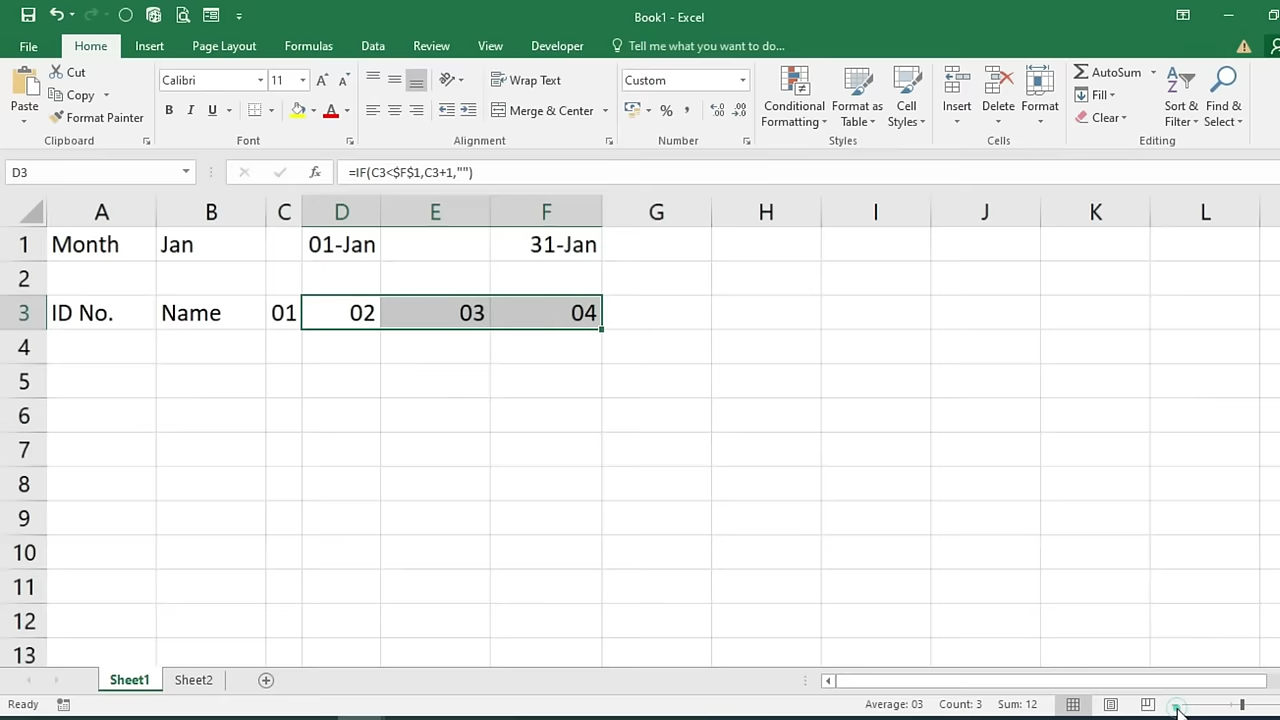 Book1 - Excel
File Home Insert Page Layout Formulas Data Review View Developer Tell me what you want to do...
Paste
Cut
Copy
Format Painter
Clipboard
Calibri 11
B I U
Font
Wrap Text
Merge & Center
Alignment
Custom
Number
Conditional Formatting
Format as Table
Cell Styles
Styles
Insert Delete Format
Cells
AutoSum
Fill
Clear
Sort & Filter
Find & Select
Editing
D3 fx =IF(C3<$F$1,C3+1,"")
A B C D E F G H I J K L
1 Month Jan 01-Jan 31-Jan
2
3 ID No. Name 01 02 03 04
4
5
6
7
8
9
10
11
12
13
Sheet1 Sheet2
Ready Average: 03 Count: 3 Sum: 12